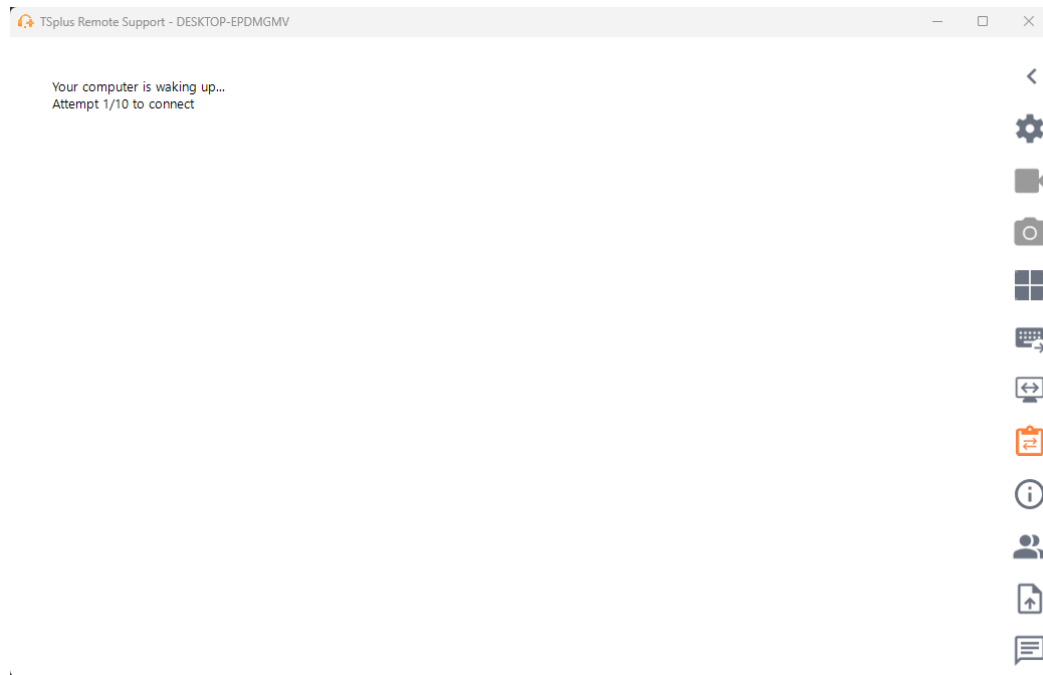 TSplus Remote Support - DESKTOP-EPDMGMV
Your computer is waking up...
Attempt 1/10 to connect